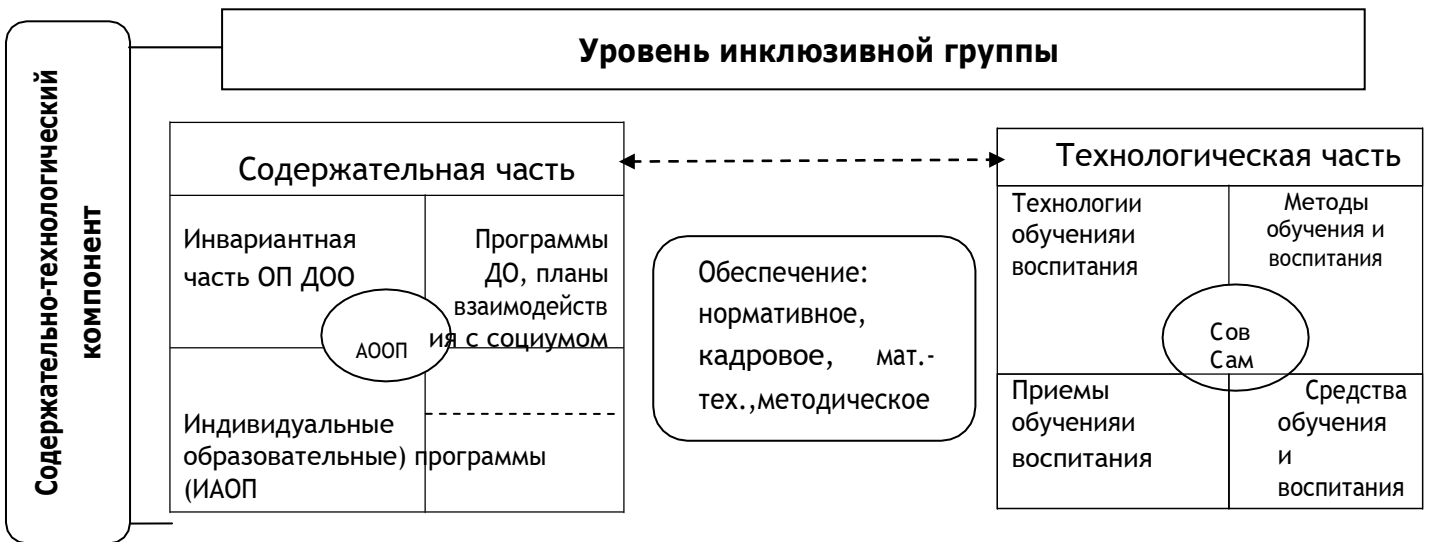 Содержательно-технологический
компонент
Уровень инклюзивной группы
Содержательная часть
Инвариантная
часть ОП ДОО
Программы
ДО, планы
взаимодейств
ия с социумом
АООП
Индивидуальные
образовательные) программы
(ИАОП
Обеспечение:
нормативное,
кадровое, мат.-
тех.,методическое
Технологическая часть
Технологии
обученияи
воспитания
Методы
обучения и
воспитания
Сов
Сам
Приемы
обученияи
воспитания
Средства
обучения
и
воспитания